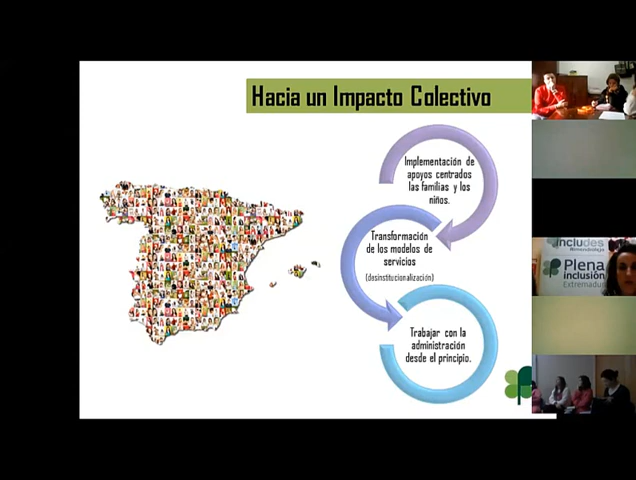 Hacia un Impacto Colectivo
Implementación de
apoyos centrados
las familias y los
niños.
Transformación
de los modelos de
servicios
(desinstitucionalización)
Trabajar con la
administración
desde el principio.
includes
Plena
inclusión